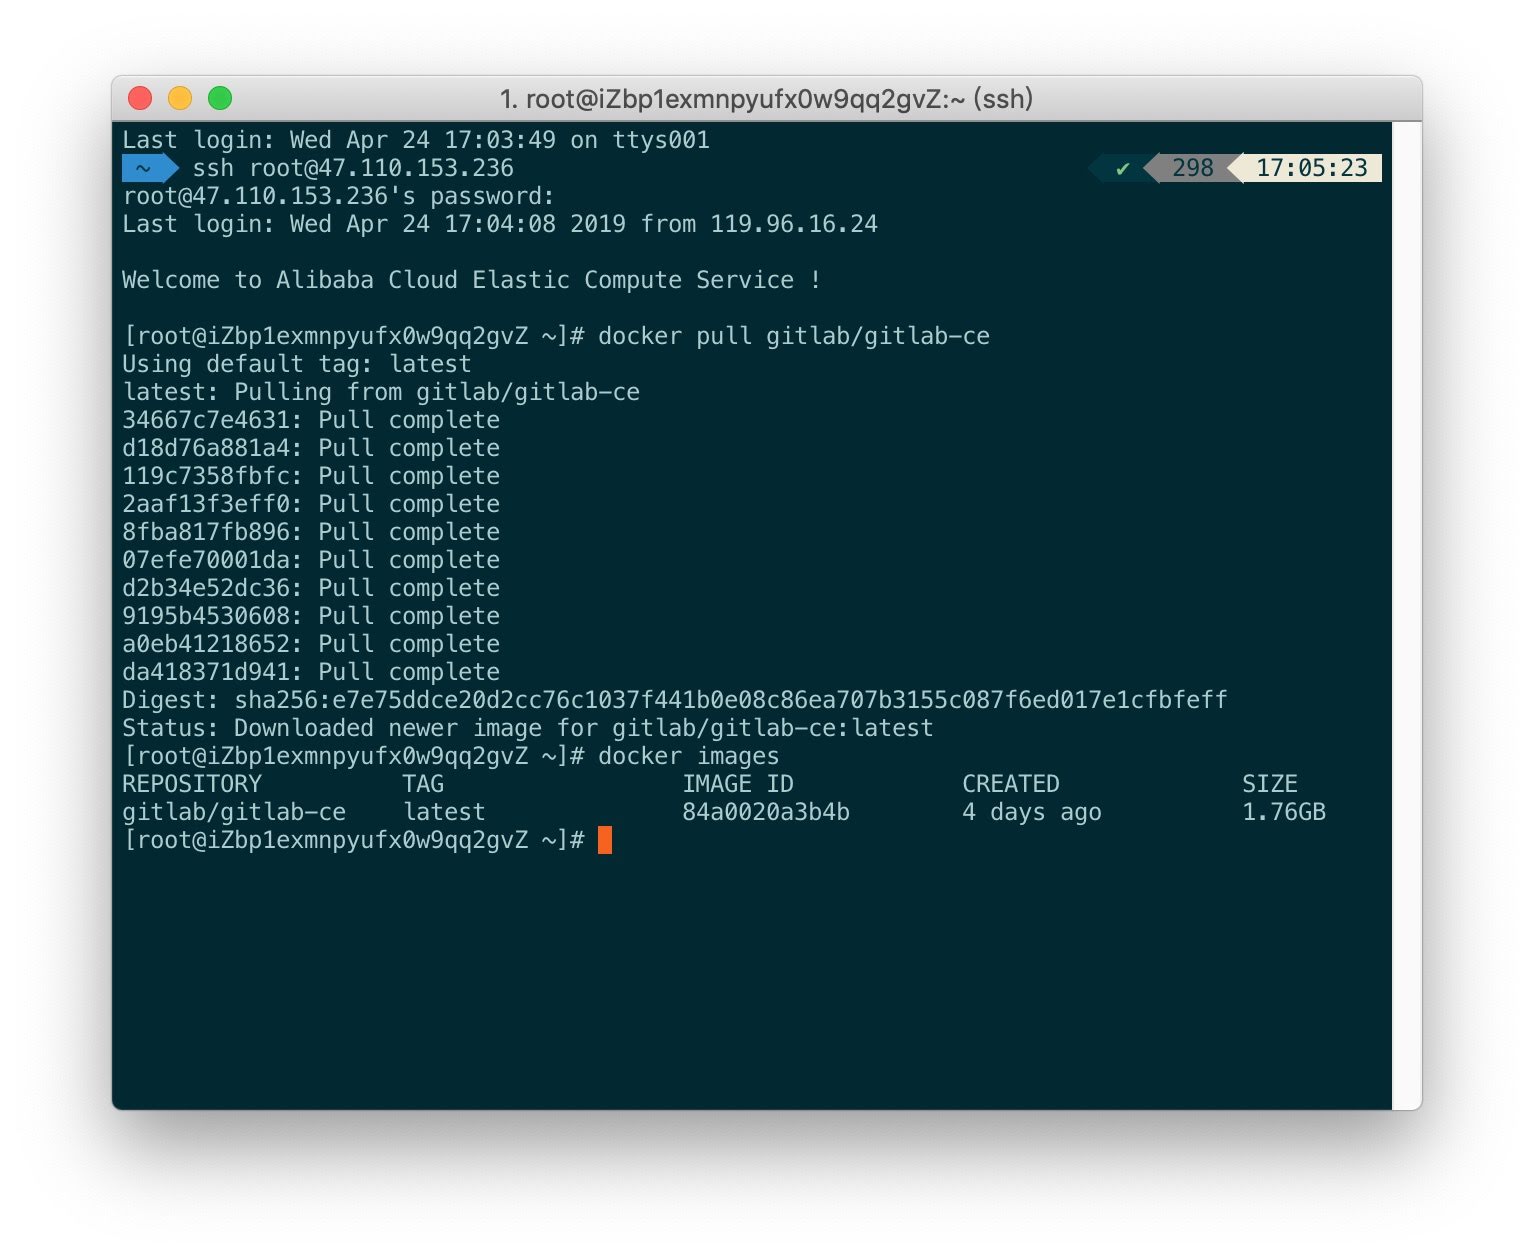 1. root@iZbp1exmnpyufx0w9qq2gvZ:~ (ssh)
Last login: Wed Apr 24 17:03:49 on ttys001
~ ssh root@47.110.153.236 ✔ 298 17:05:23
root@47.110.153.236's password:
Last login: Wed Apr 24 17:04:08 2019 from 119.96.16.24
Welcome to Alibaba Cloud Elastic Compute Service !
[root@iZbp1exmnpyufx0w9qq2gvZ ~]# docker pull gitlab/gitlab-ce
Using default tag: latest
latest: Pulling from gitlab/gitlab-ce
34667c7e4631: Pull complete
d18d76a881a4: Pull complete
119c7358fbfc: Pull complete
2aaf13f3eff0: Pull complete
8fba817fb896: Pull complete
07efe70001da: Pull complete
d2b34e52dc36: Pull complete
9195b4530608: Pull complete
a0eb41218652: Pull complete
da418371d941: Pull complete
Digest: sha256:e7e75ddce20d2cc76c1037f441b0e08c86ea707b3155c087f6ed017e1cfbfeff
Status: Downloaded newer image for gitlab/gitlab-ce:latest
[root@iZbp1exmnpyufx0w9qq2gvZ ~]# docker images
REPOSITORY TAG IMAGE ID CREATED SIZE
gitlab/gitlab-ce latest 84a0020a3b4b 4 days ago 1.76GB
[root@iZbp1exmnpyufx0w9qq2gvZ ~]#